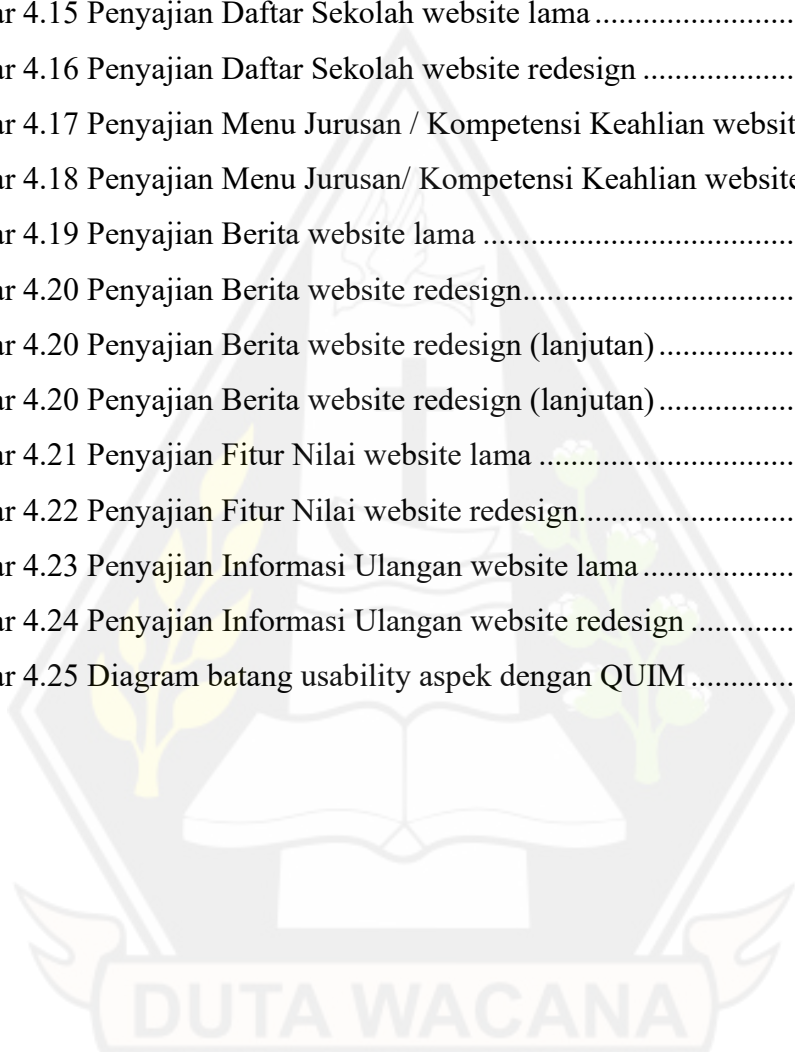 ar 4.15 Penyajian Daftar Sekolah website lama ........................
ar 4.16 Penyajian Daftar Sekolah website redesign ..................
ar 4.17 Penyajian Menu Jurusan / Kompetensi Keahlian websit
ar 4.18 Penyajian Menu Jurusan/ Kompetensi Keahlian website
ar 4.19 Penyajian Berita website lama .....................................
ar 4.20 Penyajian Berita website redesign................................
ar 4.20 Penyajian Berita website redesign (lanjutan)................
ar 4.20 Penyajian Berita website redesign (lanjutan)................
ar 4.21 Penyajian Fitur Nilai website lama ...............................
ar 4.22 Penyajian Fitur Nilai website redesign..........................
ar 4.23 Penyajian Informasi Ulangan website lama..................
ar 4.24 Penyajian Informasi Ulangan website redesign ............
ar 4.25 Diagram batang usability aspek dengan QUIM............
DUTA WACANA